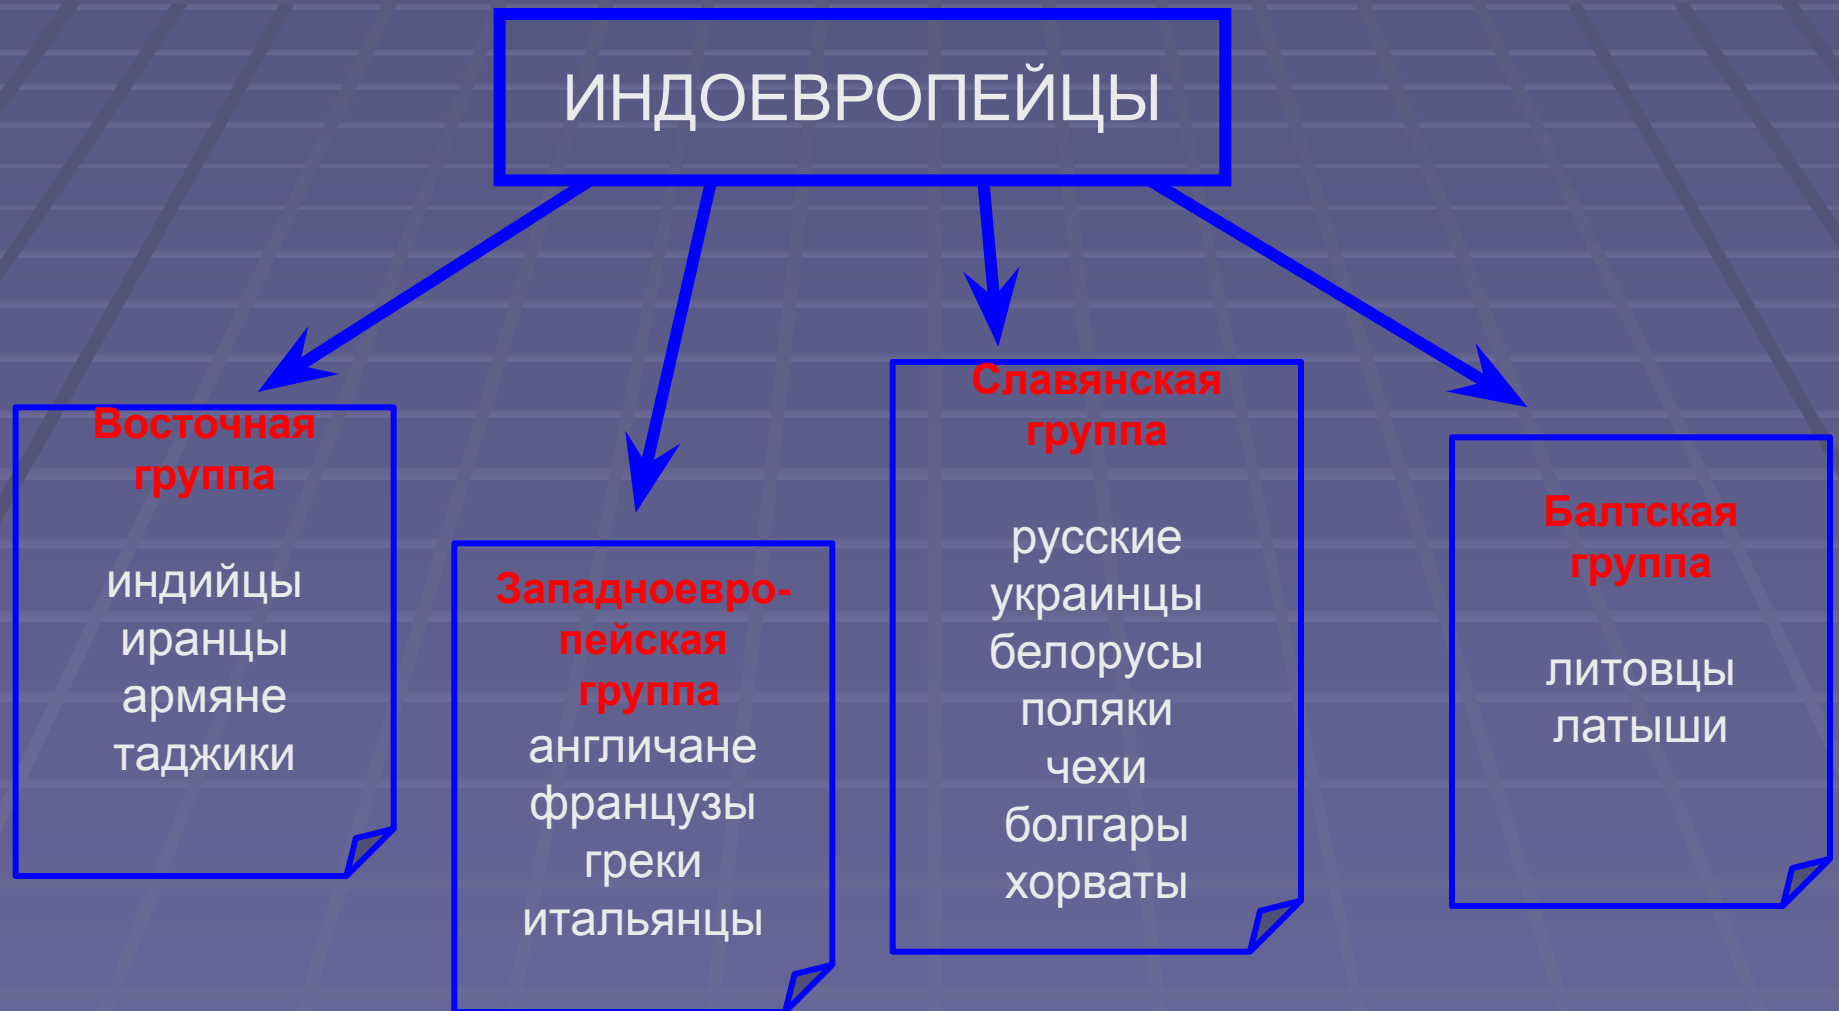 ИНДОЕВРОПЕЙЦЫ
Восточная
группа
индийцы
иранцы
армяне
таджики
Западноевро-
пейская
группа
англичане
французы
греки
итальянцы
Славянская
группа
русские
украинцы
белорусы
поляки
чехи
болгары
хорваты
Балтская
группа
литовцы
латыши